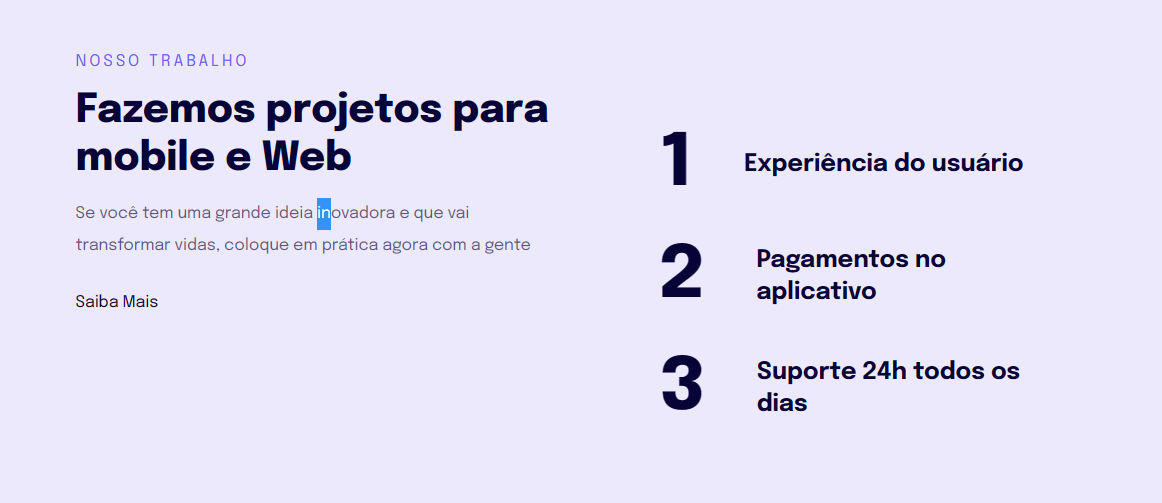 NOSSO TRABALHO
Fazemos projetos para
mobile e Web
Se você tem uma grande ideia inovadora e que vai
transformar vidas, coloque em prática agora com a gente
Saiba Mais
1 Experiência do usuário
2 Pagamentos no
aplicativo
3 Suporte 24h todos os
dias